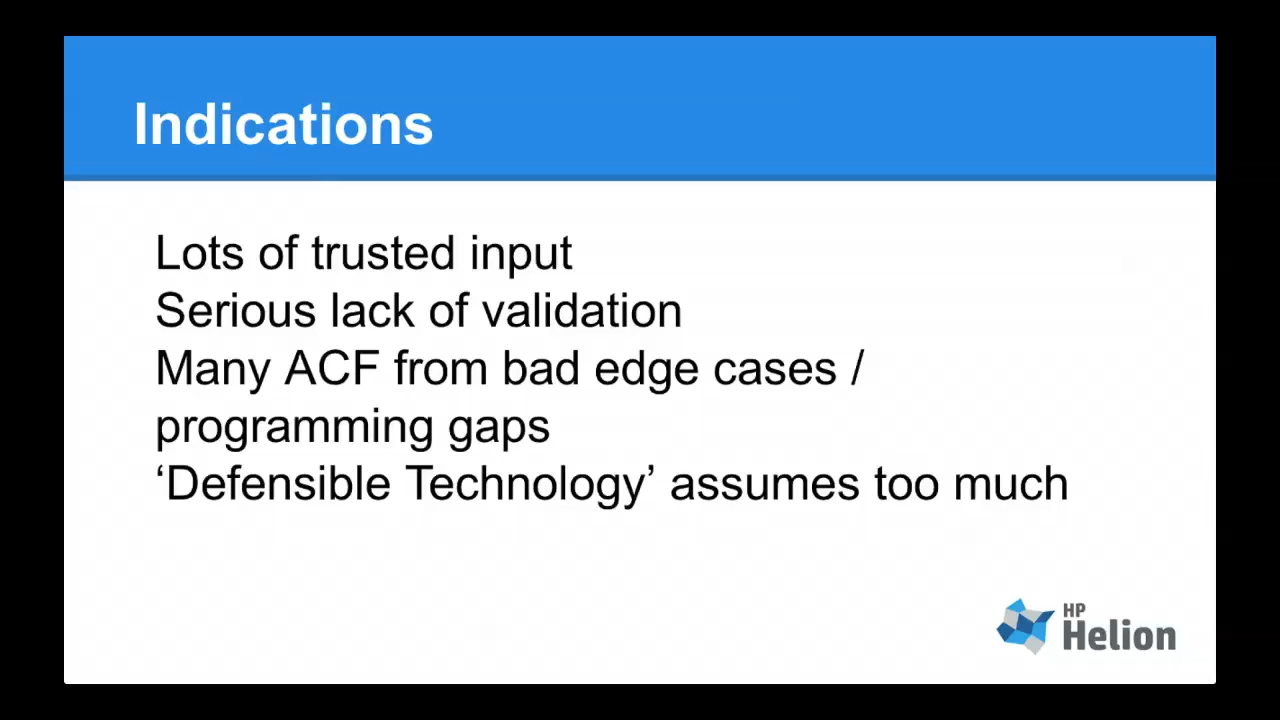 Indications
Lots of trusted input
Serious lack of validation
Many ACF from bad edge cases /
programming gaps
‘Defensible Technology’ assumes too much
HP
Helion